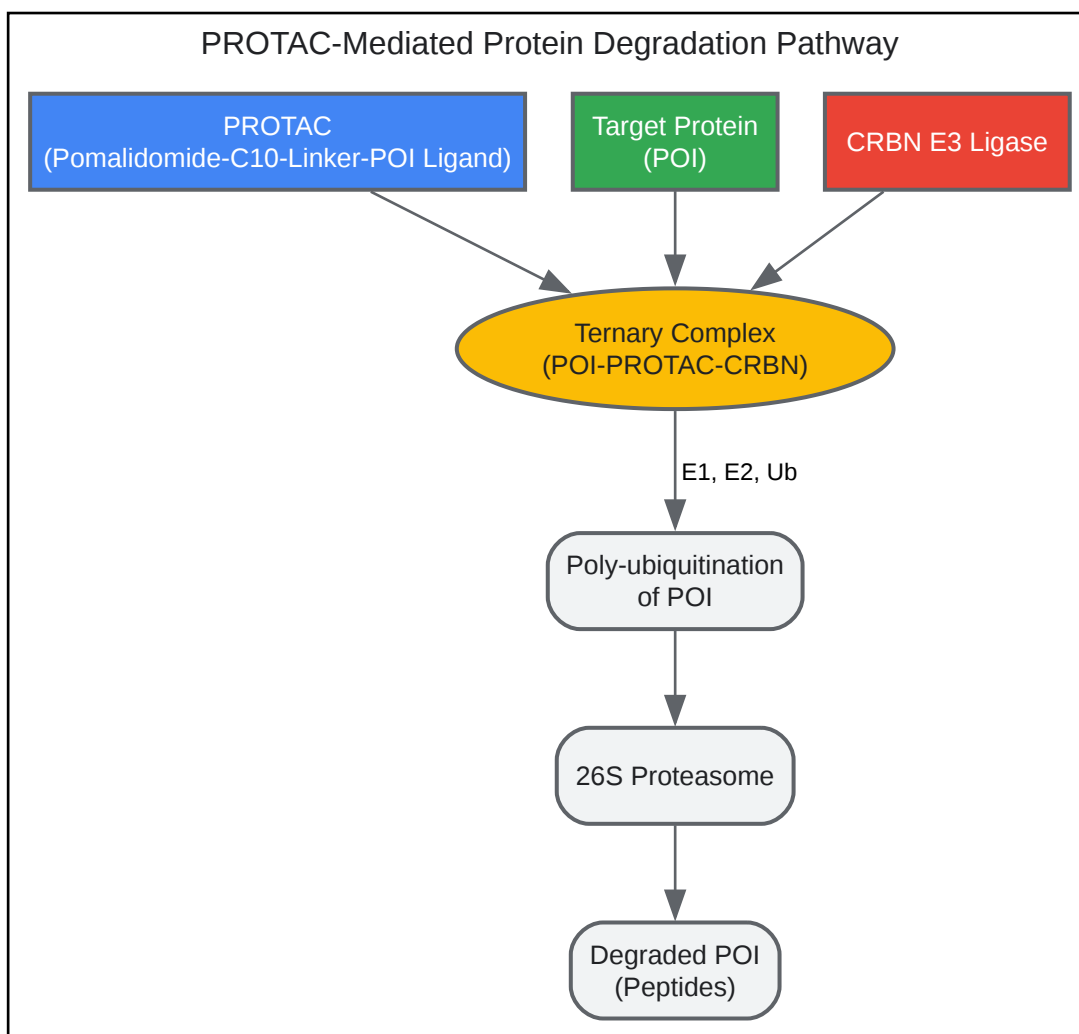 PROTAC-Mediated Protein Degradation Pathway
PROTAC
(Pomalidomide-C10-Linker-POI Ligand)
Target Protein
(POI)
CRBN E3 Ligase
Ternary Complex
(POI-PROTAC-CRBN)
E1, E2, Ub
Poly-ubiquitination
of POI
26S Proteasome
Degraded POI
(Peptides)